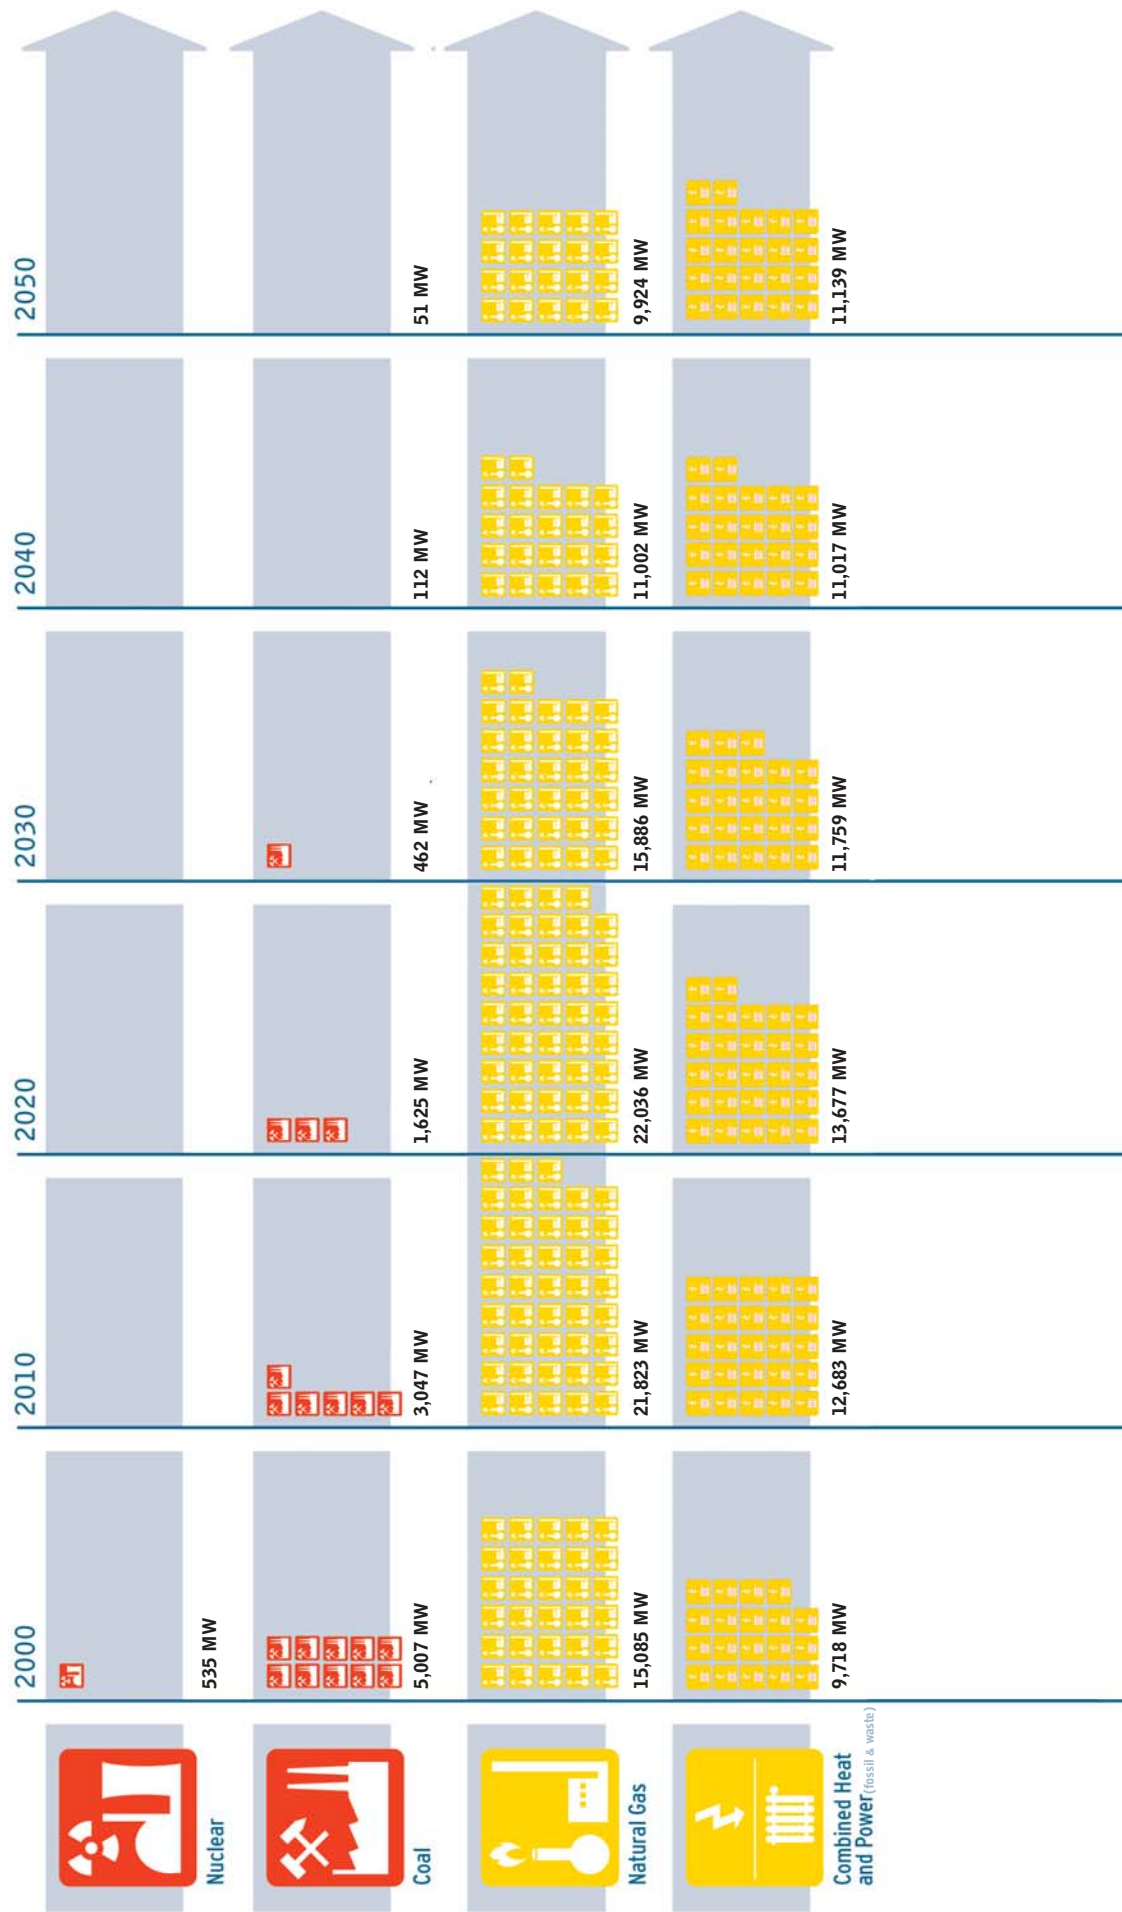 2000
2010
2020
2030
2040
2050
Nuclear
535 MW
Coal
5,007 MW
3,047 MW
1,625 MW
462 MW
112 MW
51 MW
Natural Gas
15,085 MW
21,823 MW
22,036 MW
15,886 MW
11,002 MW
9,924 MW
Combined Heat
and Power (fossil & waste)
9,718 MW
12,683 MW
13,677 MW
11,759 MW
11,017 MW
11,139 MW